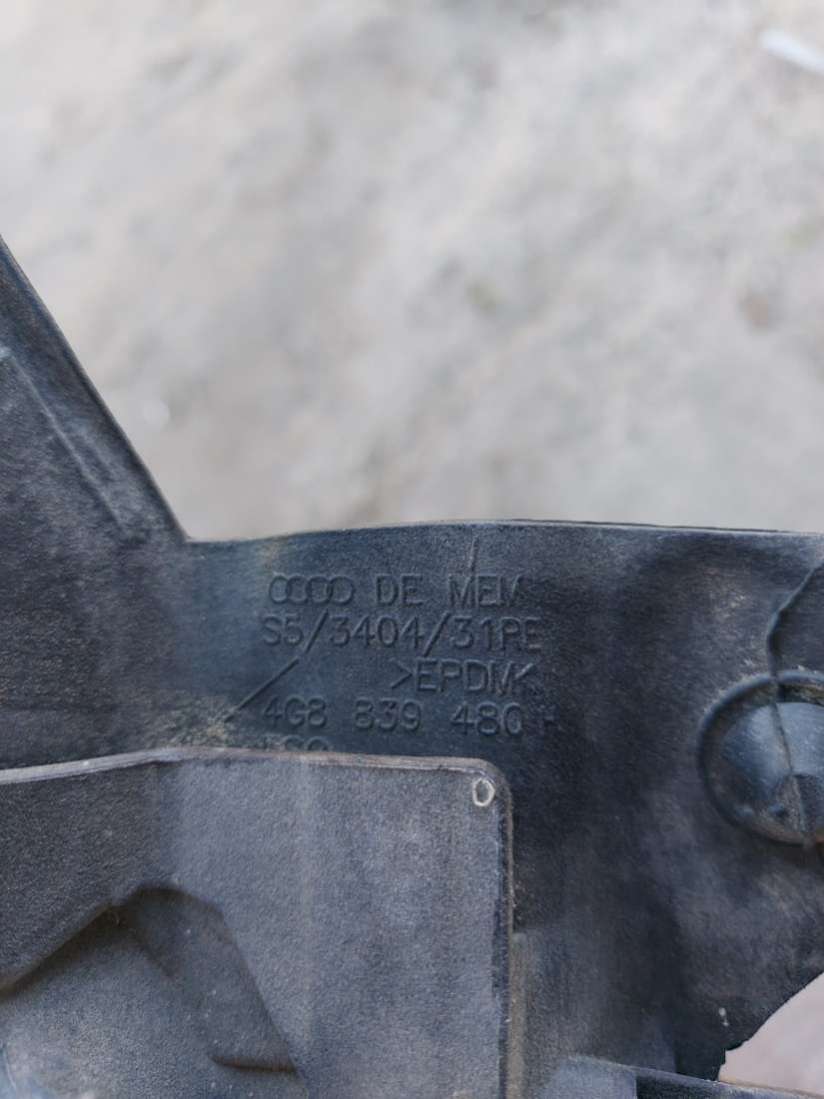 DE MEM
S5/3404/31PE
>EPDM<
4G8 839 480